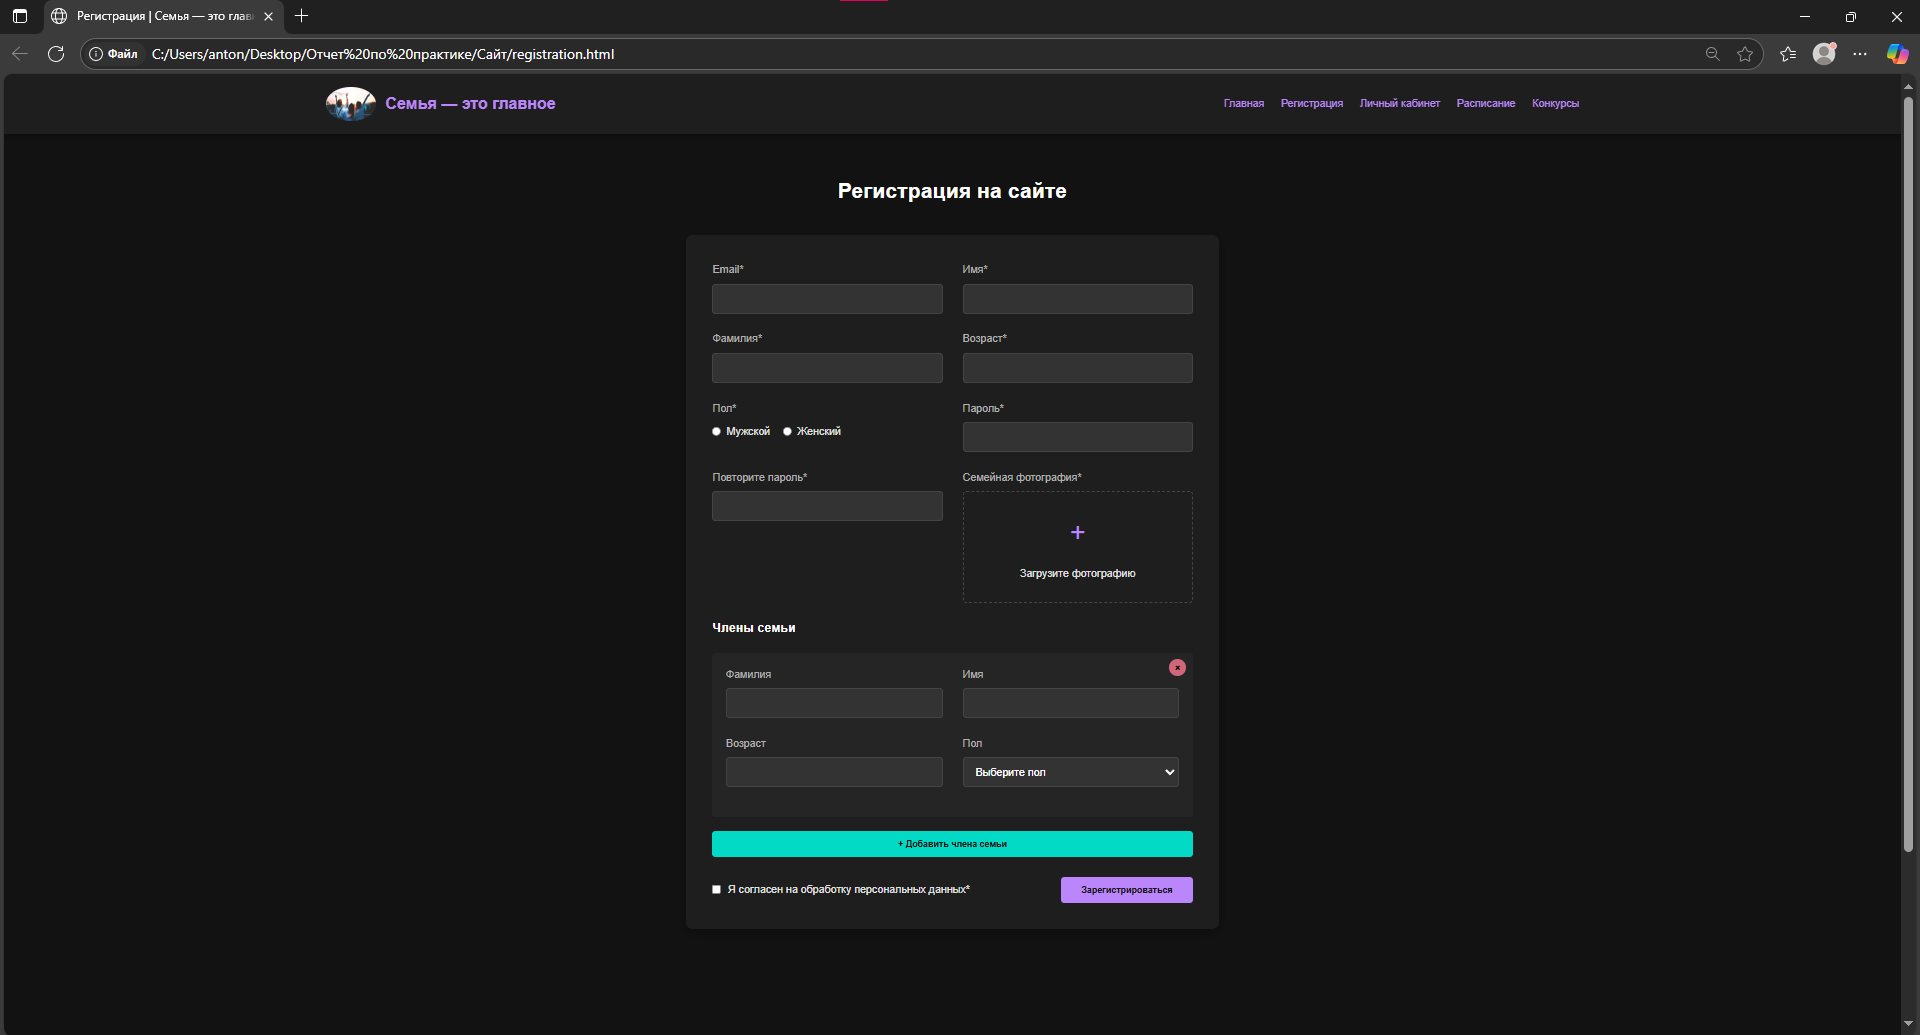 Регистрация | Семья — это глав
Файл C:/Users/anton/Desktop/Отчет%20по%20практике/Сайт/registration.html
Семья — это главное
Главная Регистрация Личный кабинет Расписание Конкурсы
Регистрация на сайте
Email* Имя*
Фамилия* Возраст*
Пол* Пароль*
Мужской Женский
Повторите пароль* Семейная фотография*
+
Загрузите фотографию
Члены семьи
×
Фамилия Имя
Возраст Пол
Выберите пол
+ Добавить члена семьи
Я согласен на обработку персональных данных* Зарегистрироваться